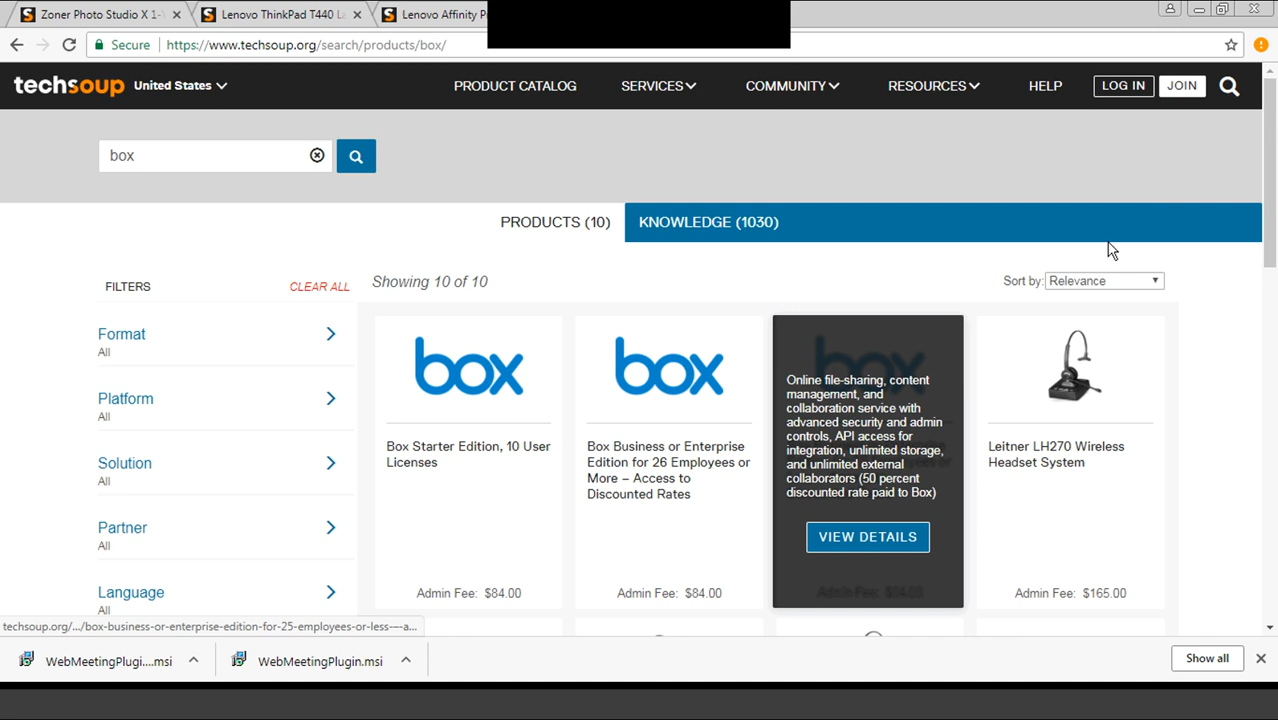 Zoner Photo Studio X 1-
Lenovo ThinkPad T440 La
Lenovo Affinity P
Secure
https://www.techsoup.org/search/products/box/
techsoup
United States
PRODUCT CATALOG
SERVICES
COMMUNITY
RESOURCES
HELP
LOG IN
JOIN
box
PRODUCTS (10)
KNOWLEDGE (1030)
FILTERS
CLEAR ALL
Showing 10 of 10
Sort by:
Relevance
Format
All
Platform
All
Solution
All
Partner
All
Language
All
box
Box Starter Edition, 10 User
Licenses
Admin Fee: $84.00
box
Box Business or Enterprise
Edition for 26 Employees or
More – Access to
Discounted Rates
Admin Fee: $84.00
Online file-sharing, content
management, and
collaboration service with
advanced security and admin
controls, API access for
integration, unlimited storage,
and unlimited external
collaborators (50 percent
discounted rate paid to Box)
VIEW DETAILS
Leitner LH270 Wireless
Headset System
Admin Fee: $165.00
techsoup.org/.../box-business-or-enterprise-edition-for-25-employees-or-less---a...
WebMeetingPlugi....msi
WebMeetingPlugin.msi
Show all